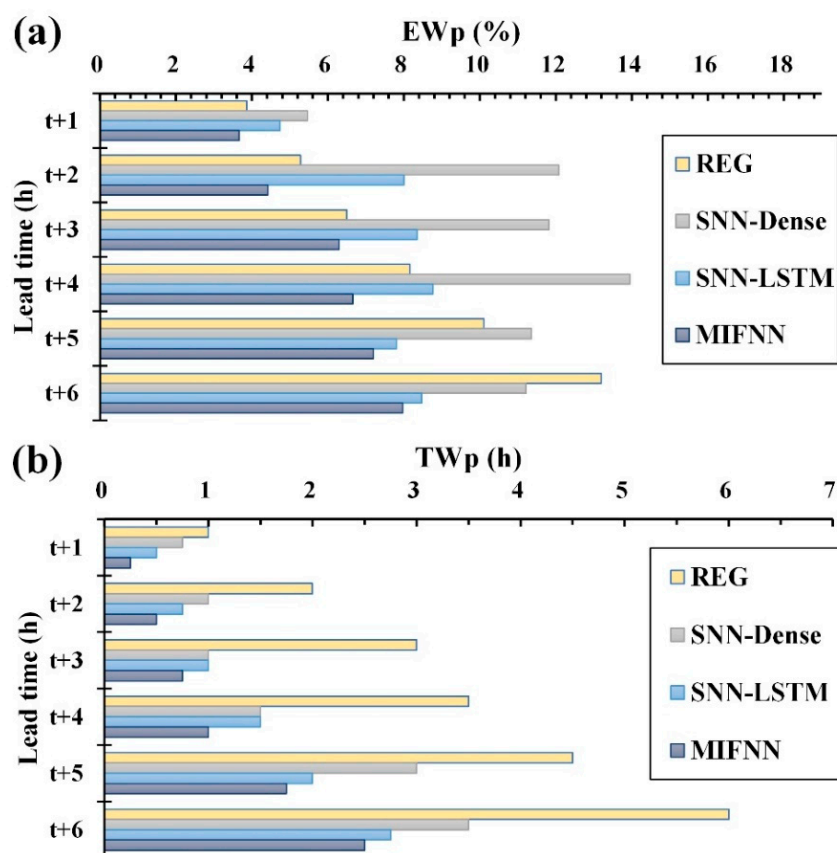 (a)
EWp (%)
0 2 4 6 8 10 12 14 16 18
Lead time (h)
t+1
t+2
t+3
t+4
t+5
t+6
REG
SNN-Dense
SNN-LSTM
MIFNN
(b)
TWp (h)
0 1 2 3 4 5 6 7
Lead time (h)
t+1
t+2
t+3
t+4
t+5
t+6
REG
SNN-Dense
SNN-LSTM
MIFNN